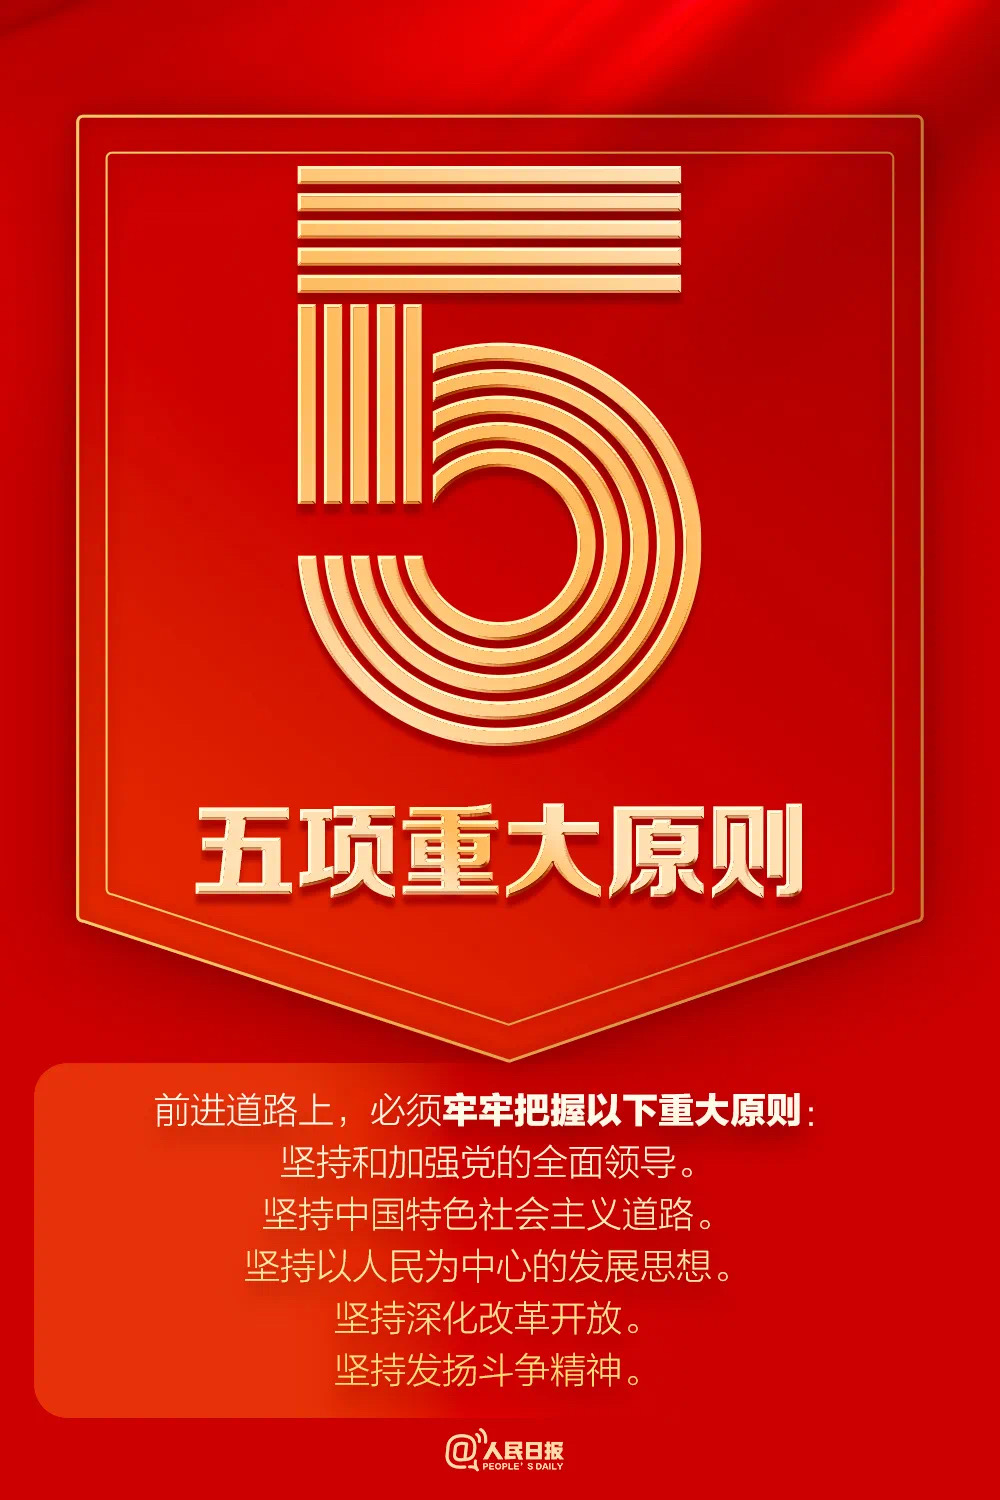 5
五项重大原则
前进道路上，必须牢牢把握以下重大原则：
坚持和加强党的全面领导。
坚持中国特色社会主义道路。
坚持以人民为中心的发展思想。
坚持深化改革开放。
坚持发扬斗争精神。
@人民日报
PEOPLE'S DAILY